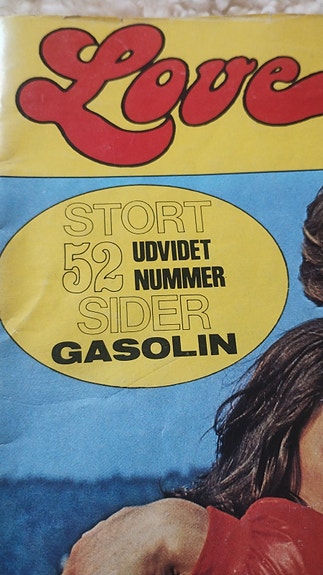 Love
STORT
52 UDVIDET
NUMMER
SIDER
GASOLIN